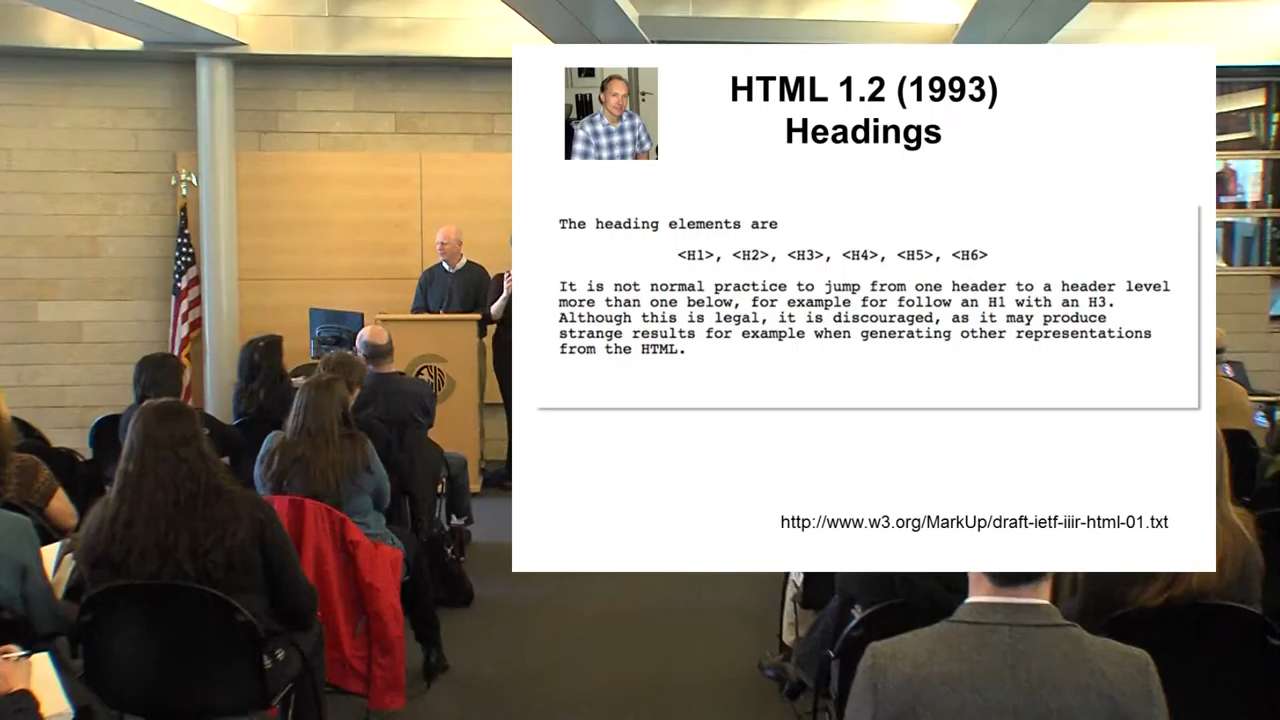 HTML 1.2 (1993)
Headings
The heading elements are
<H1>, <H2>, <H3>, <H4>, <H5>, <H6>
It is not normal practice to jump from one header to a header level
more than one below, for example for follow an H1 with an H3.
Although this is legal, it is discouraged, as it may produce
strange results for example when generating other representations
from the HTML.
http://www.w3.org/MarkUp/draft-ietf-iiir-html-01.txt